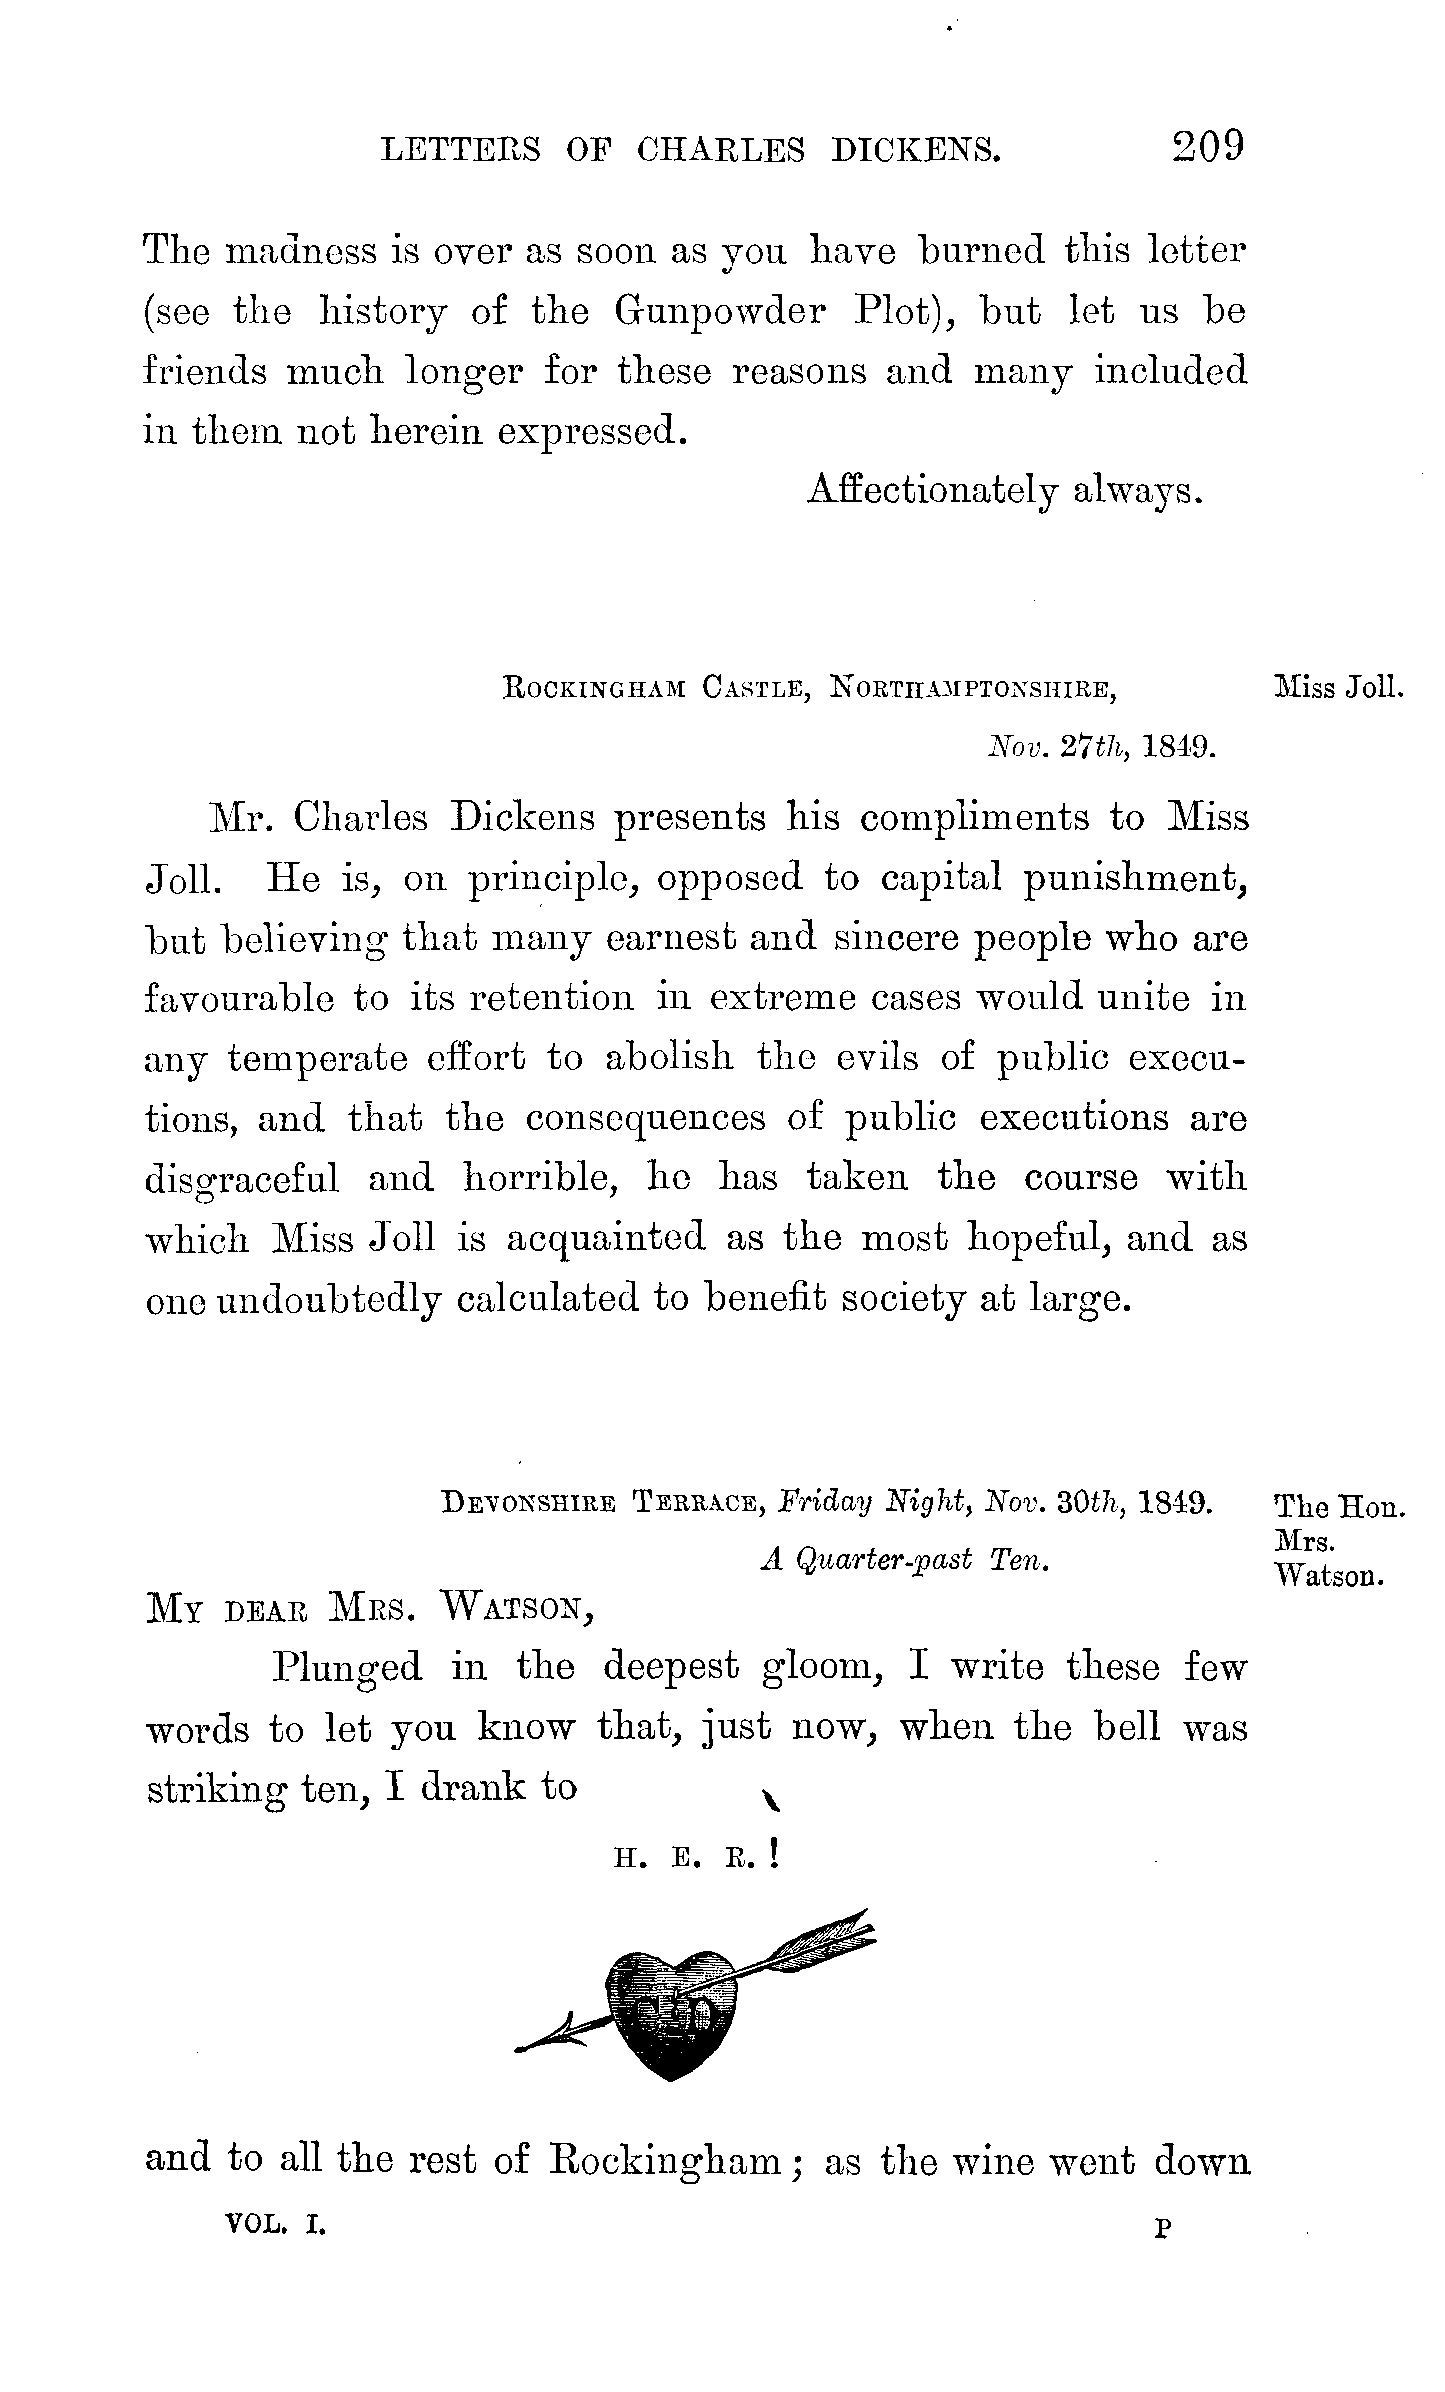 LETTERS OF CHARLES DICKENS. 209
The madness is over as soon as you have burned this letter
(see the history of the Gunpowder Plot), but let us be
friends much longer for these reasons and many included
in them not herein expressed.
Affectionately always.
Rockingham Castle, Northamptonshire, Miss Joll.
Nov. 27th, 1849.
Mr. Charles Dickens presents his compliments to Miss
Joll. He is, on principle, opposed to capital punishment,
but believing that many earnest and sincere people who are
favourable to its retention in extreme cases would unite in
any temperate effort to abolish the evils of public execu-
tions, and that the consequences of public executions are
disgraceful and horrible, he has taken the course with
which Miss Joll is acquainted as the most hopeful, and as
one undoubtedly calculated to benefit society at large.
Devonshire Terrace, Friday Night, Nov. 30th, 1849.
A Quarter-past Ten.
The Hon.
Mrs.
Watson.
My dear Mrs. Watson,
Plunged in the deepest gloom, I write these few
words to let you know that, just now, when the bell was
striking ten, I drank to
H. E. R.!
C D
and to all the rest of Rockingham; as the wine went down
VOL. I. P